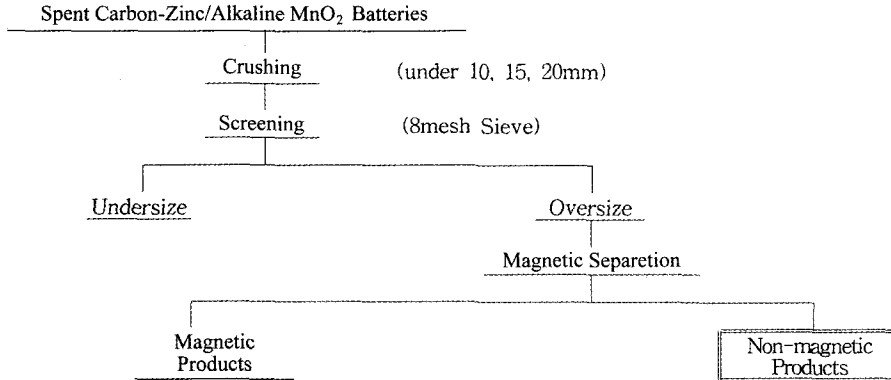 Spent Carbon-Zinc/Alkaline MnO₂ Batteries
Crushing (under 10, 15, 20mm)
Screening (8mesh Sieve)
Undersize Oversize
Magnetic Separetion
Magnetic
Products
Non-magnetic
Products